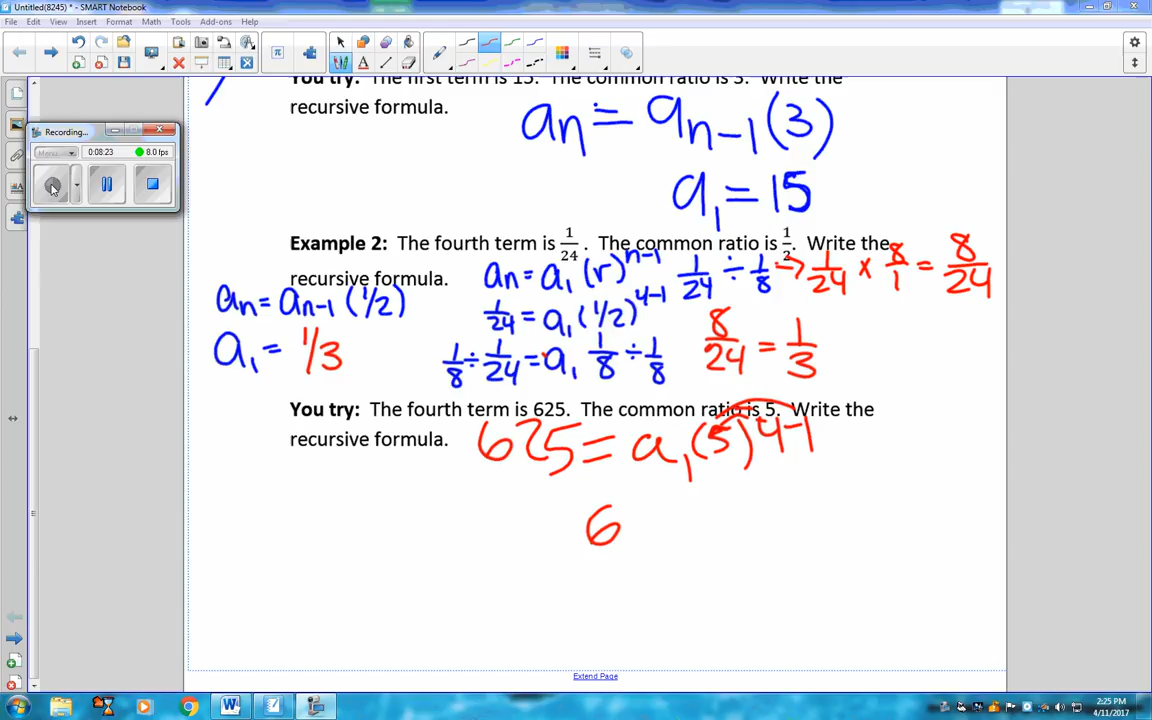 Untitled(8245) * - SMART Notebook
File Edit View Insert Format Math Tools Add-ons Help
You try: The first term is 15. The common ratio is 3. Write the
recursive formula.
an = an-1 (3)
a1 = 15
Recording...
Menu
0:08:23 8.0 fps
Example 2: The fourth term is 1/24 . The common ratio is 1/2. Write the
recursive formula.
an = a1 (r)^n-1
1/24 ÷ 1/8 → 1/24 × 8/1 = 8/24
an = an-1 (1/2)
1/24 = a1 (1/2)^4-1
a1 = 1/3
1/8 ÷ 1/24 = a1 1/8 ÷ 1/8
8/24 = 1/3
You try: The fourth term is 625. The common ratio is 5. Write the
recursive formula.
625 = a1 (5)^4-1
6
Extend Page
2:25 PM
4/11/2017